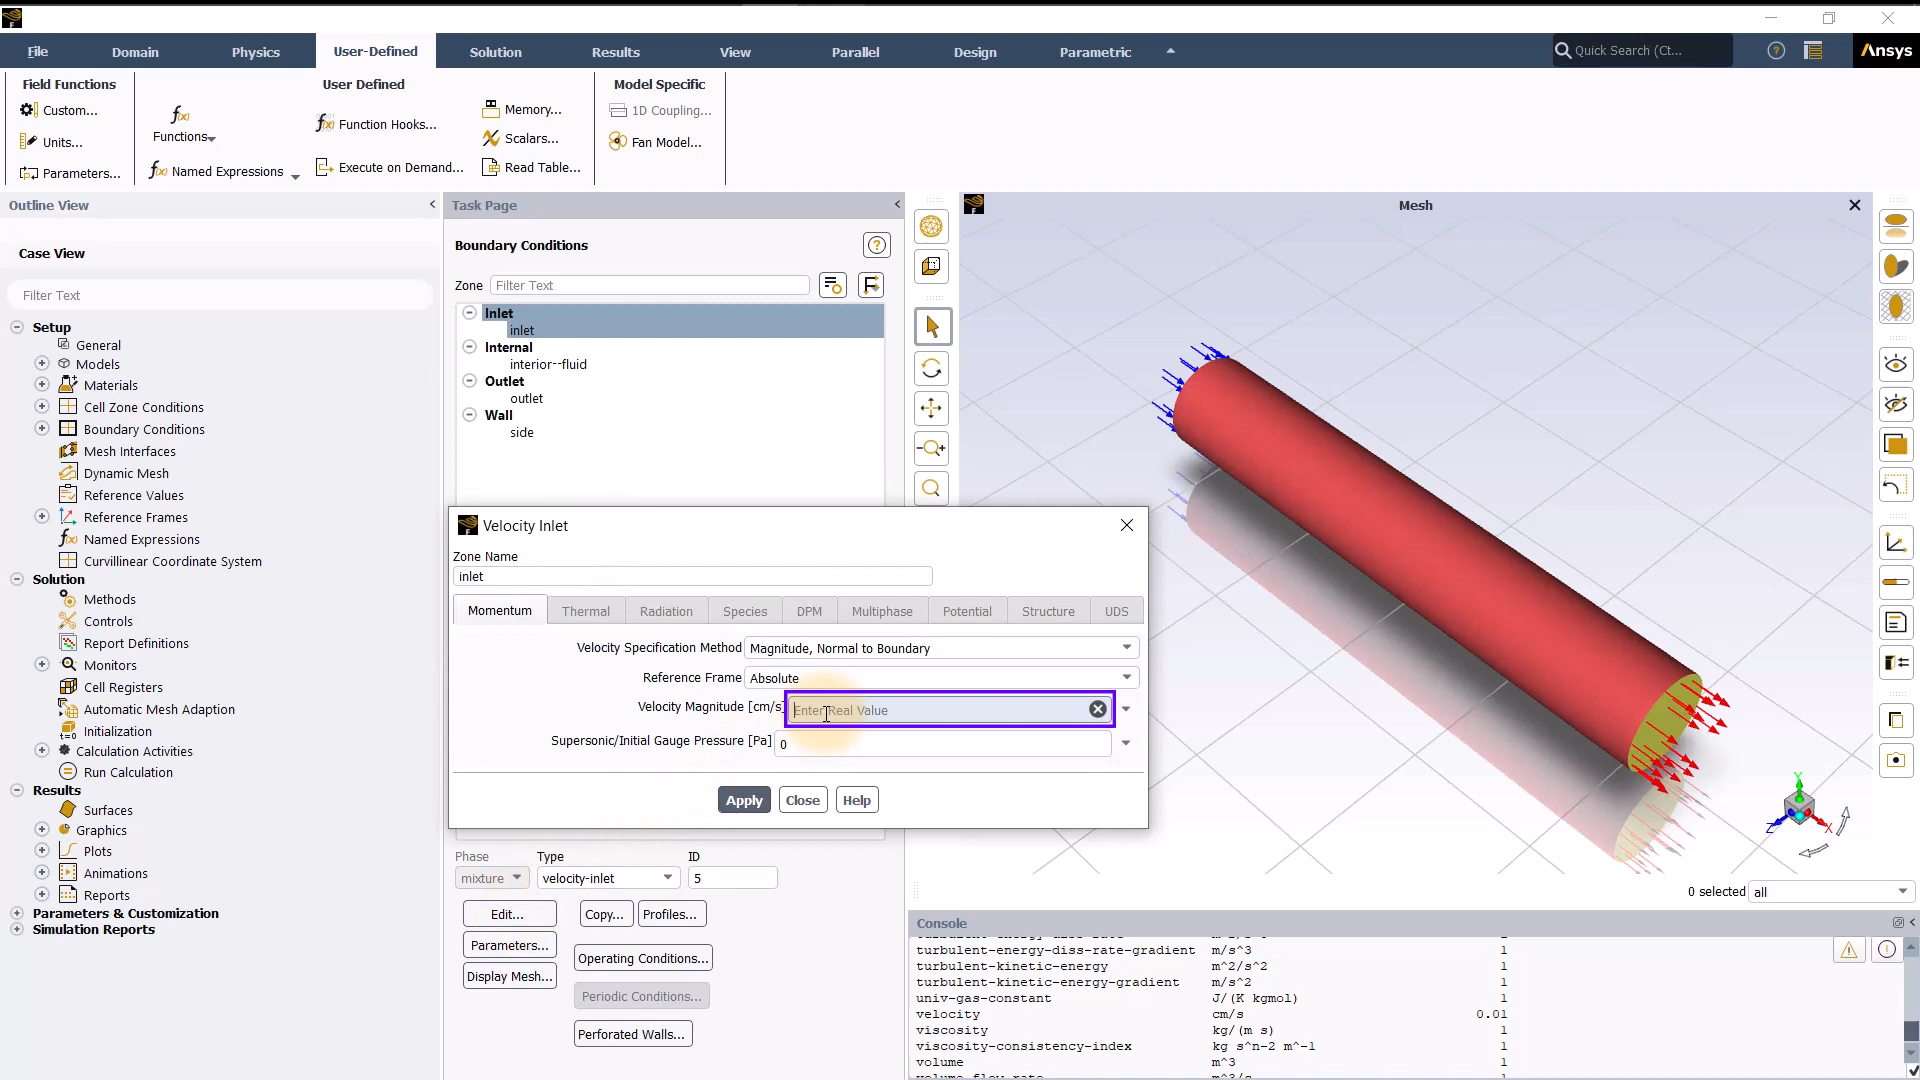 File
Domain
Physics
User-Defined
Solution
Results
View
Parallel
Design
Parametric
Quick Search (Ct...
Ansys
Field Functions
User Defined
Model Specific
Custom...
Units...
Parameters...
Functions
Named Expressions
Function Hooks...
Execute on Demand...
Memory...
Scalars...
Read Table...
1D Coupling...
Fan Model...
Outline View
Case View
Filter Text
Setup
General
Models
Materials
Cell Zone Conditions
Boundary Conditions
Mesh Interfaces
Dynamic Mesh
Reference Values
Reference Frames
Named Expressions
Curvillinear Coordinate System
Solution
Methods
Controls
Report Definitions
Monitors
Cell Registers
Automatic Mesh Adaption
Initialization
Calculation Activities
Run Calculation
Results
Surfaces
Graphics
Plots
Animations
Reports
Parameters & Customization
Simulation Reports
Task Page
Boundary Conditions
Zone Filter Text
Inlet
inlet
Internal
interior--fluid
Outlet
outlet
Wall
side
Velocity Inlet
Zone Name
inlet
Momentum Thermal Radiation Species DPM Multiphase Potential Structure UDS
Velocity Specification Method Magnitude, Normal to Boundary
Reference Frame Absolute
Velocity Magnitude [cm/s] Enter Real Value
Supersonic/Initial Gauge Pressure [Pa] 0
Apply Close Help
Phase Type ID
mixture velocity-inlet 5
Edit... Copy... Profiles...
Parameters...
Operating Conditions...
Display Mesh...
Periodic Conditions...
Perforated Walls...
Mesh
Y
Z
X
0 selected all
Console
turbulent-energy-diss-rate-gradient m/s^3 1
turbulent-kinetic-energy m^2/s^2 1
turbulent-kinetic-energy-gradient m/s^2 1
univ-gas-constant J/(K kgmol) 1
velocity cm/s 0.01
viscosity kg/(m s) 1
viscosity-consistency-index kg s^n-2 m^-1 1
volume m^3 1